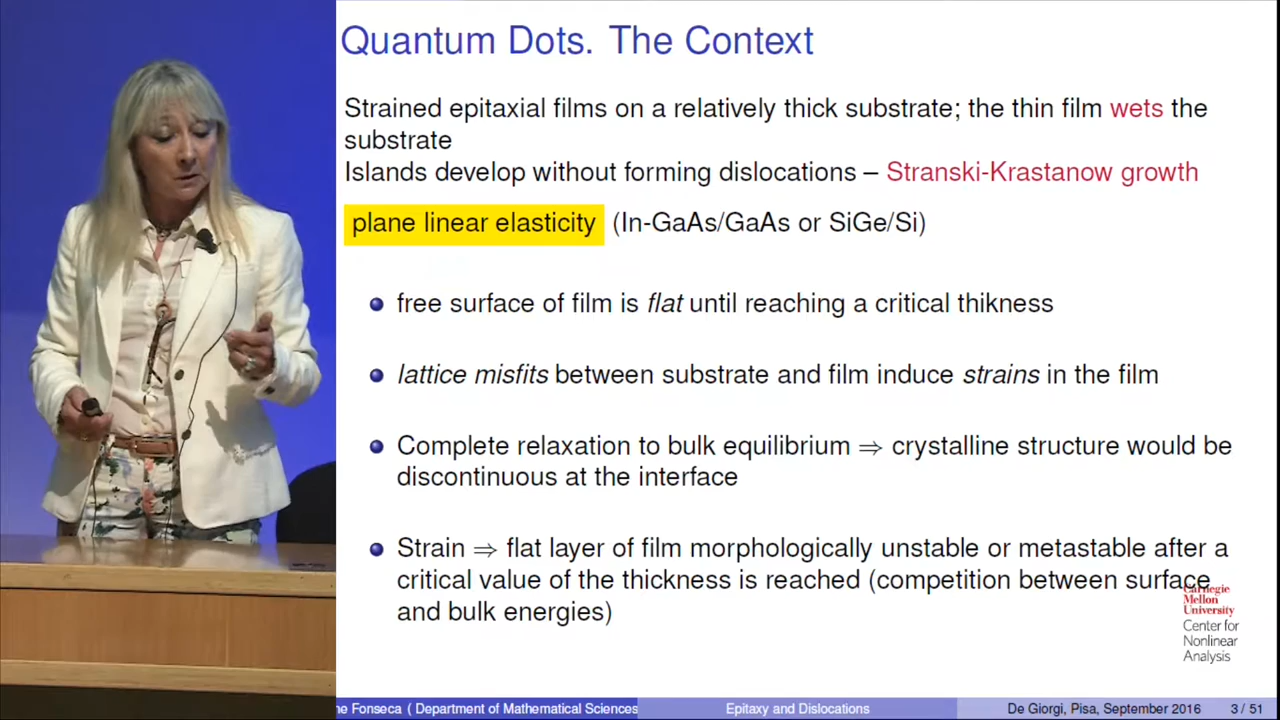 Quantum Dots. The Context
Strained epitaxial films on a relatively thick substrate; the thin film wets the
substrate
Islands develop without forming dislocations – Stranski-Krastanow growth
plane linear elasticity (In-GaAs/GaAs or SiGe/Si)
free surface of film is flat until reaching a critical thikness
lattice misfits between substrate and film induce strains in the film
Complete relaxation to bulk equilibrium ⇒ crystalline structure would be
discontinuous at the interface
Strain ⇒ flat layer of film morphologically unstable or metastable after a
critical value of the thickness is reached (competition between surface
and bulk energies)
Carnegie
Mellon
University
Center for
Nonlinear
Analysis
ne Fonseca ( Department of Mathematical Sciences
Epitaxy and Dislocations
De Giorgi, Pisa, September 2016 3 / 51